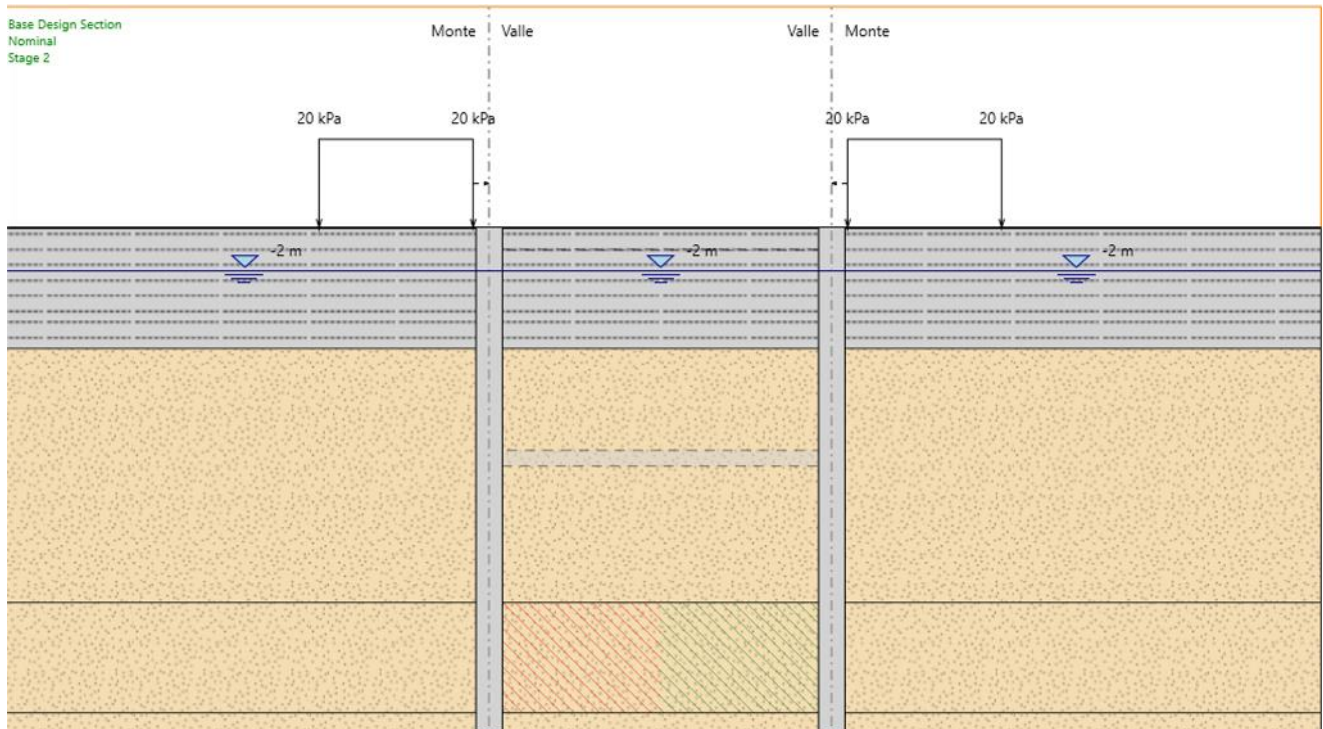 Base Design Section
Nominal
Stage 2
Monte Valle
Valle Monte
20 kPa
20 kPa
20 kPa
20 kPa
-2 m
-2 m
-2 m